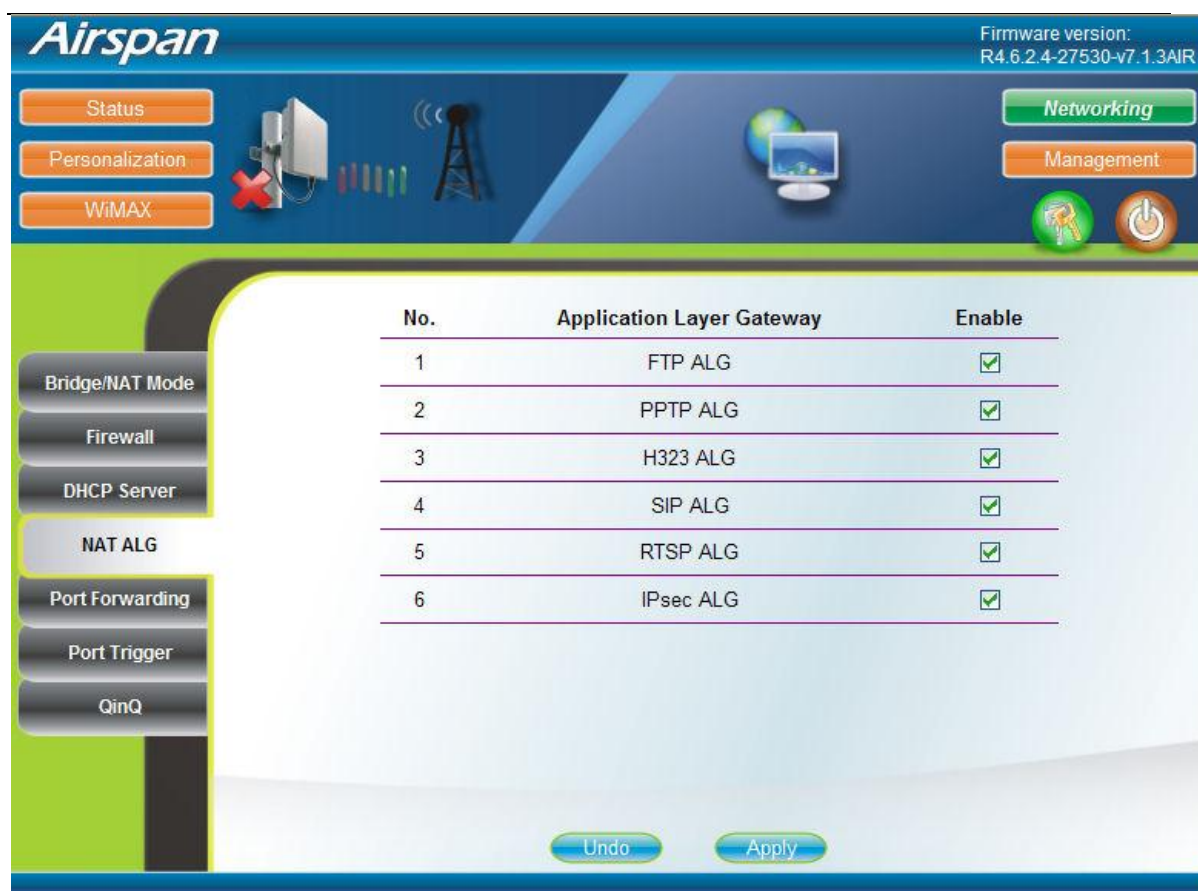 Airspan
Firmware version:
R4.6.2.4-27530-v7.1.3AIR
Status
Personalization
WiMAX
Networking
Management
Bridge/NAT Mode
Firewall
DHCP Server
NAT ALG
Port Forwarding
Port Trigger
QinQ
No. Application Layer Gateway Enable
1 FTP ALG
2 PPTP ALG
3 H323 ALG
4 SIP ALG
5 RTSP ALG
6 IPsec ALG
Undo Apply